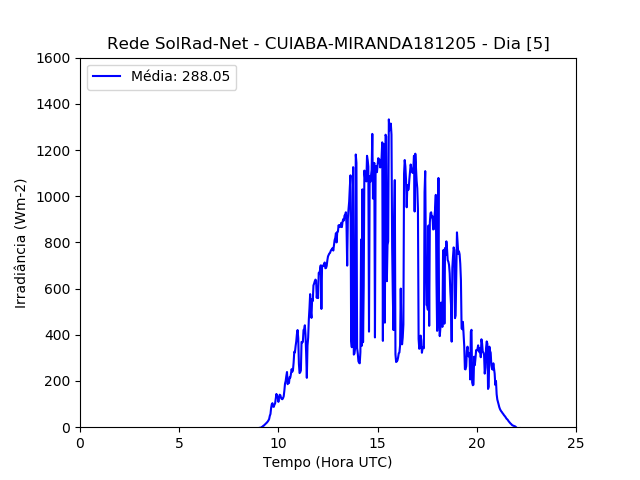 Rede SolRad-Net - CUIABA-MIRANDA181205 - Dia [5]
Média: 288.05
Irradiância (Wm-2)
1600
1400
1200
1000
800
600
400
200
0
0 5 10 15 20 25
Tempo (Hora UTC)